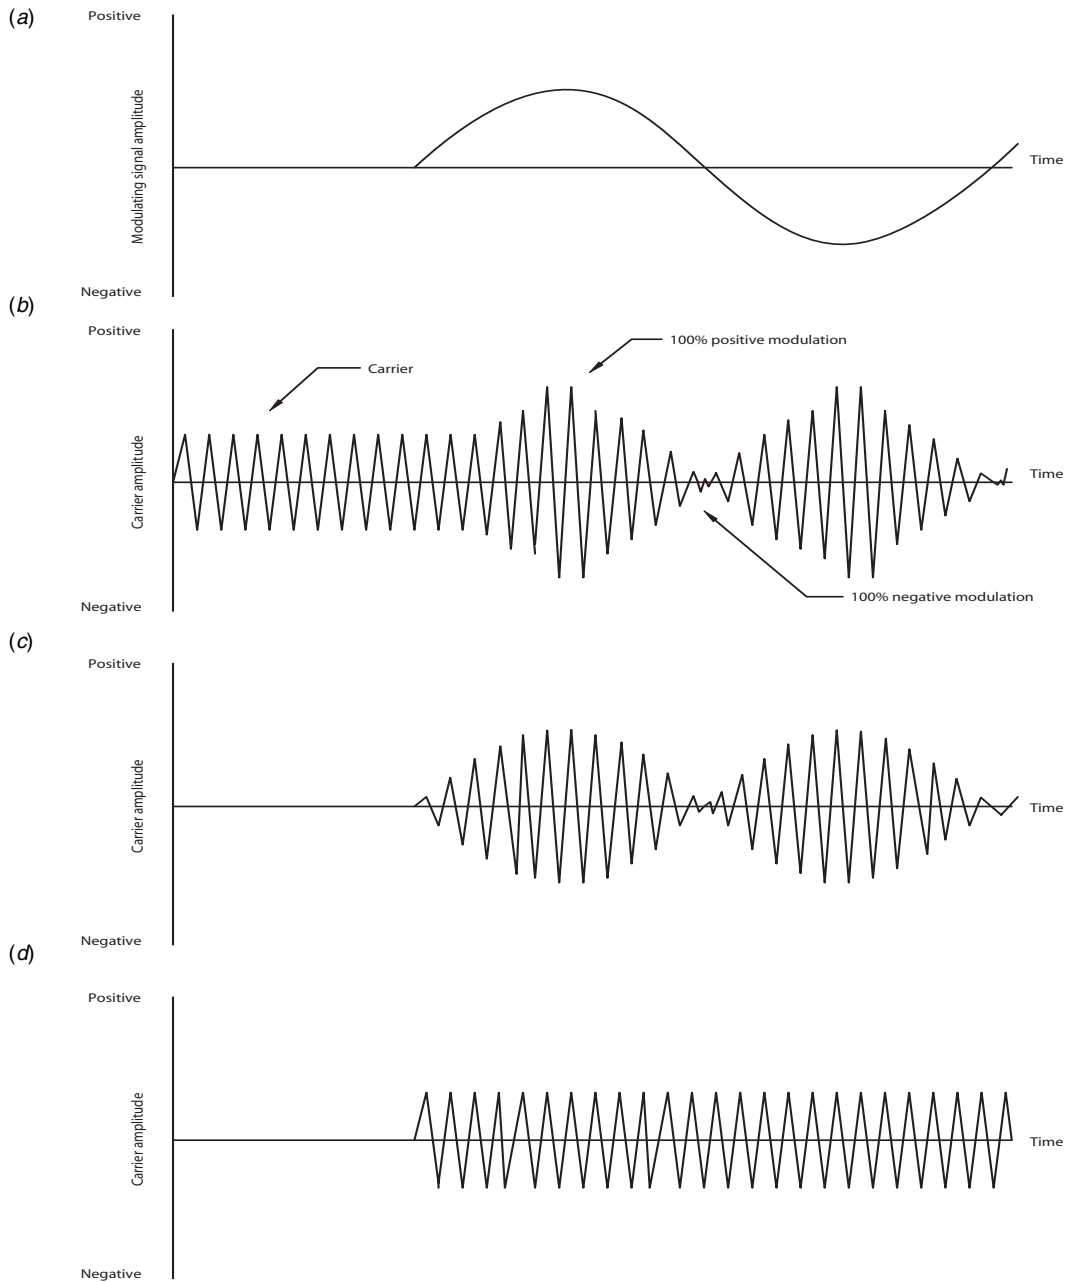 (a)
Positive
Modulating signal amplitude
Time
Negative
(b)
Positive
100% positive modulation
Carrier
Carrier amplitude
Time
100% negative modulation
Negative
(c)
Positive
Carrier amplitude
Time
Negative
(d)
Positive
Carrier amplitude
Time
Negative